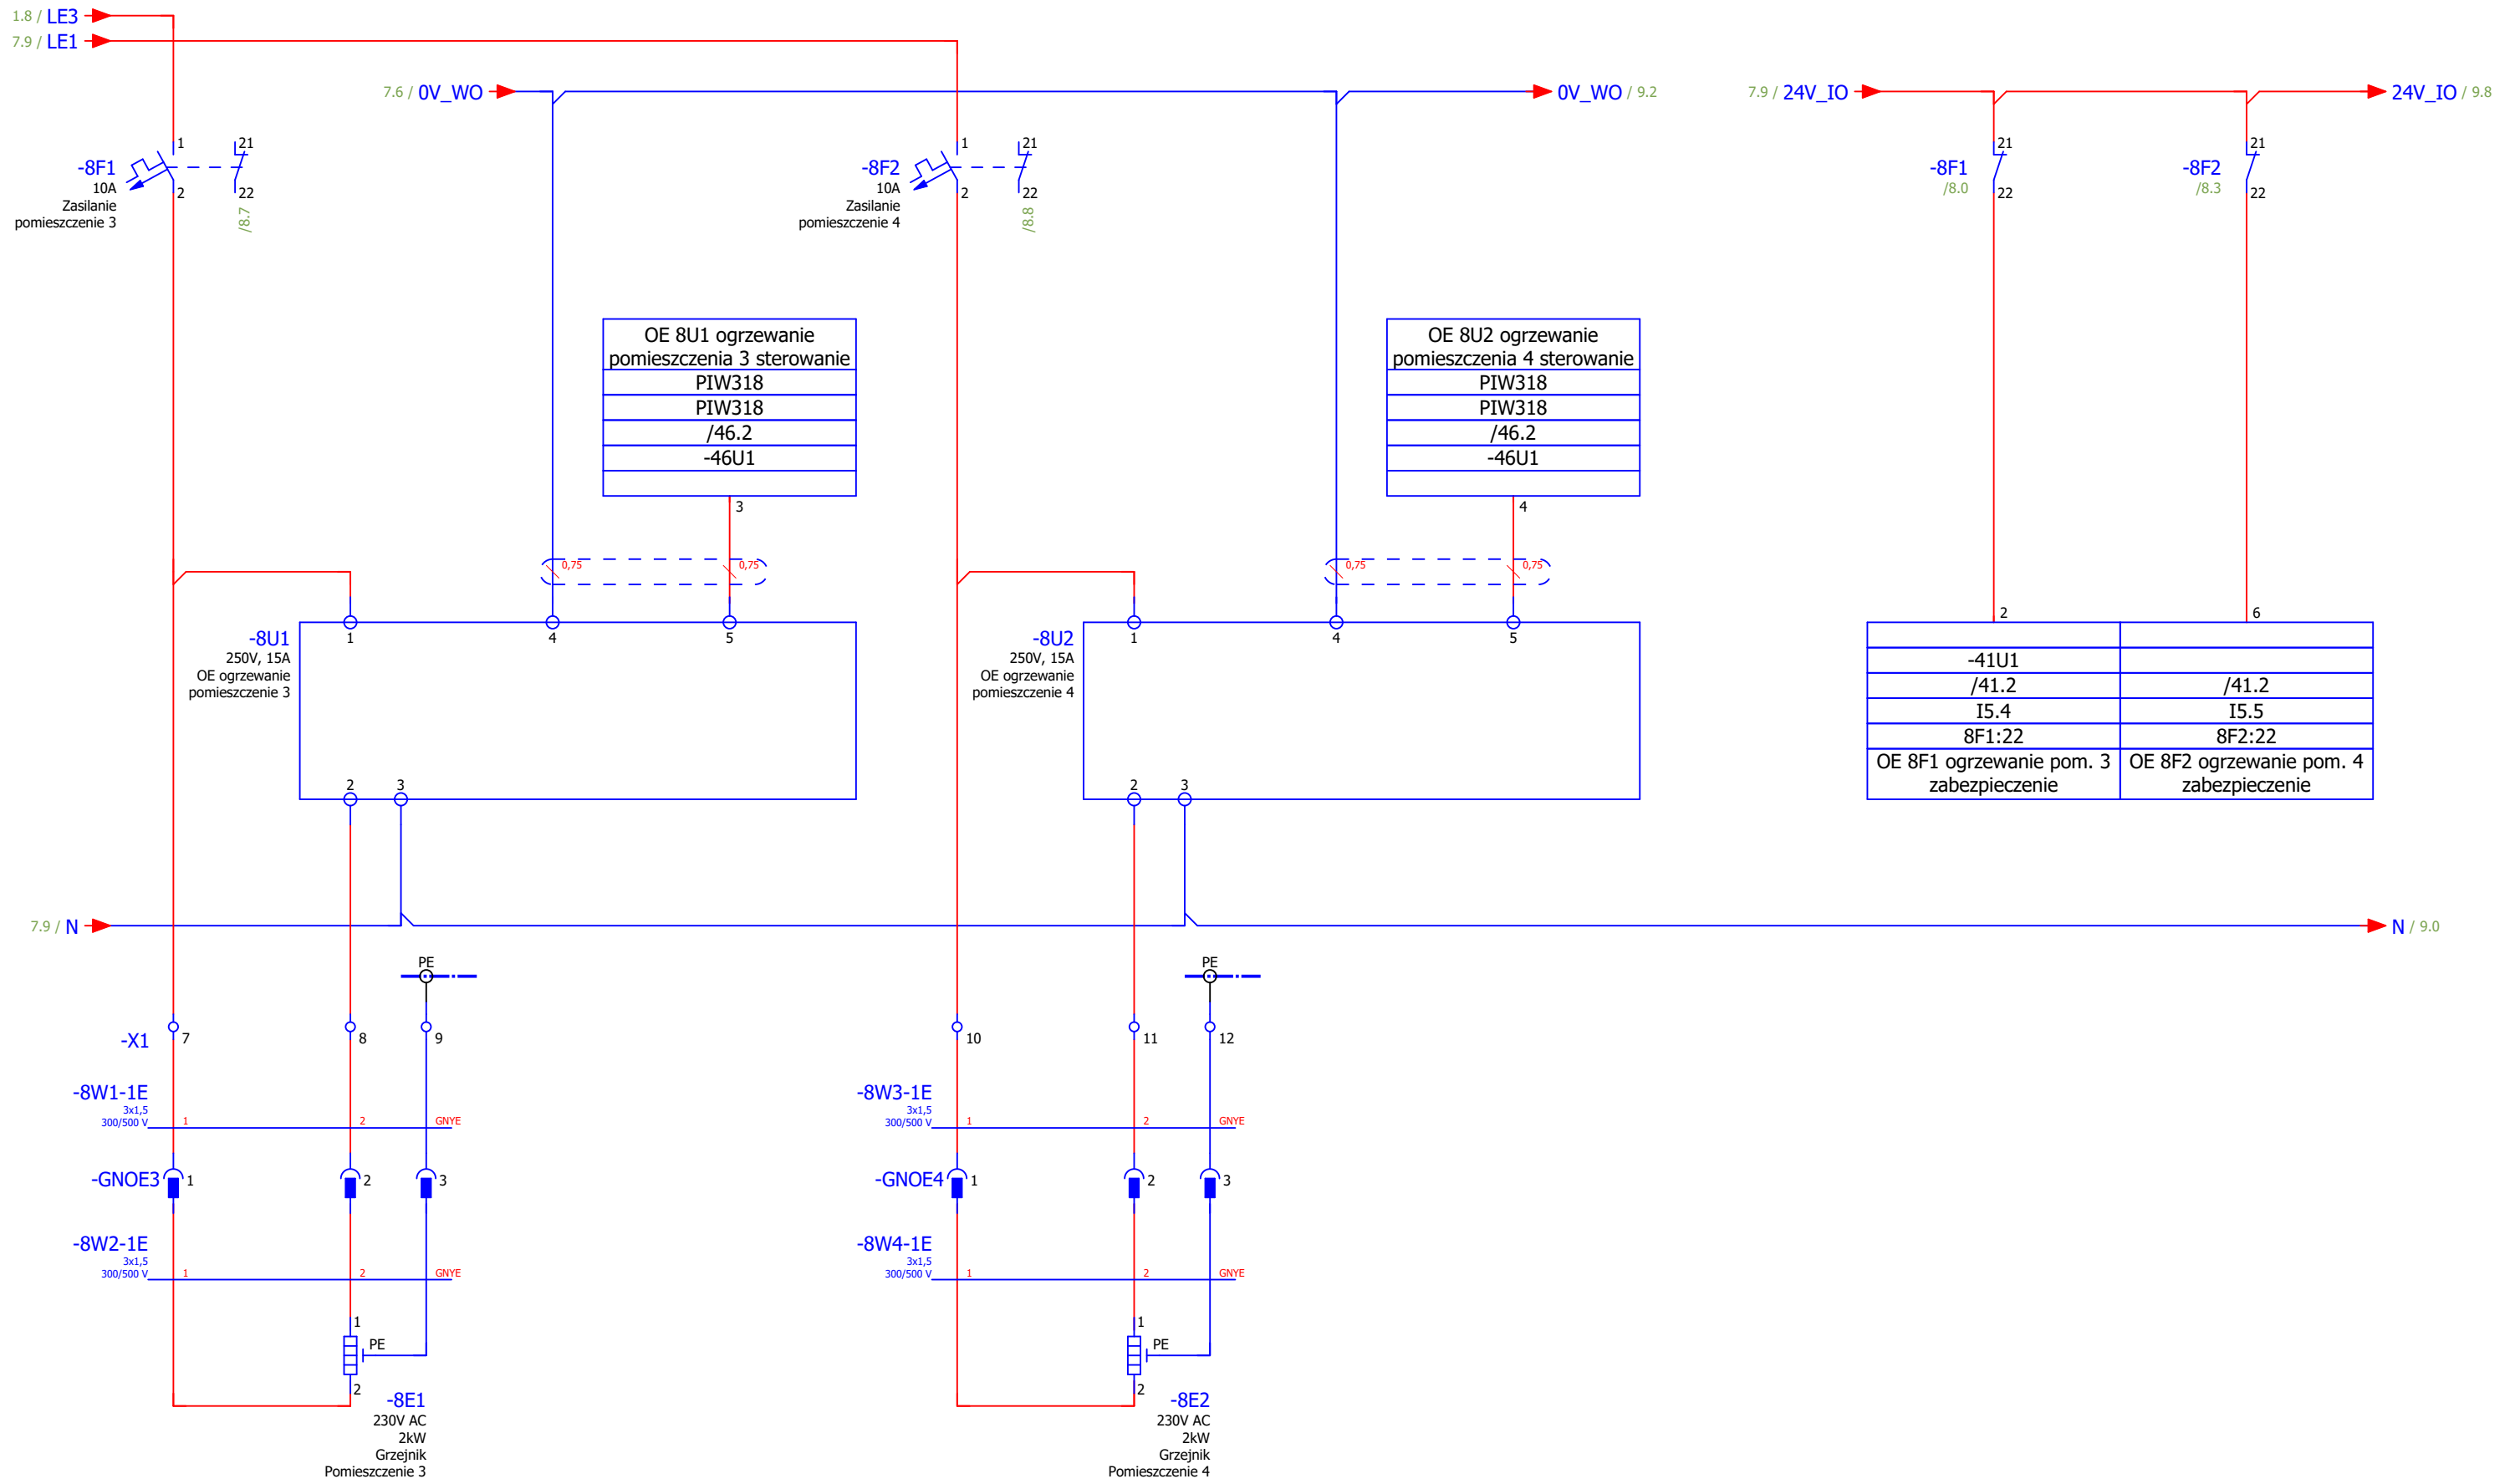 1.8 / LE3
7.9 / LE1
7.6 / 0V_WO
0V_WO / 9.2
7.9 / 24V_IO
24V_IO / 9.8
-8F1
10A
Zasilanie
pomieszczenie 3
1
2
21
22
/8.7
-8F2
10A
Zasilanie
pomieszczenie 4
1
2
21
22
/8.8
-8F1
/8.0
21
22
-8F2
/8.3
21
22
OE 8U1 ogrzewanie
pomieszczenia 3 sterowanie
PIW318
PIW318
/46.2
-46U1
3
OE 8U2 ogrzewanie
pomieszczenia 4 sterowanie
PIW318
PIW318
/46.2
-46U1
4
0,75
0,75
0,75
0,75
-8U1
250V, 15A
OE ogrzewanie
pomieszczenie 3
1
4
5
2
3
-8U2
250V, 15A
OE ogrzewanie
pomieszczenie 4
1
4
5
2
3
2
6
-41U1
/41.2
/41.2
I5.4
I5.5
8F1:22
8F2:22
OE 8F1 ogrzewanie pom. 3
zabezpieczenie
OE 8F2 ogrzewanie pom. 4
zabezpieczenie
7.9 / N
N / 9.0
PE
PE
-X1
7
8
9
10
11
12
-8W1-1E
3x1,5
300/500 V
1
2
GNYE
-8W3-1E
3x1,5
300/500 V
1
2
GNYE
-GNOE3
1
2
3
-GNOE4
1
2
3
-8W2-1E
3x1,5
300/500 V
1
2
GNYE
-8W4-1E
3x1,5
300/500 V
1
2
GNYE
1
PE
2
-8E1
230V AC
2kW
Grzejnik
Pomieszczenie 3
1
PE
2
-8E2
230V AC
2kW
Grzejnik
Pomieszczenie 4